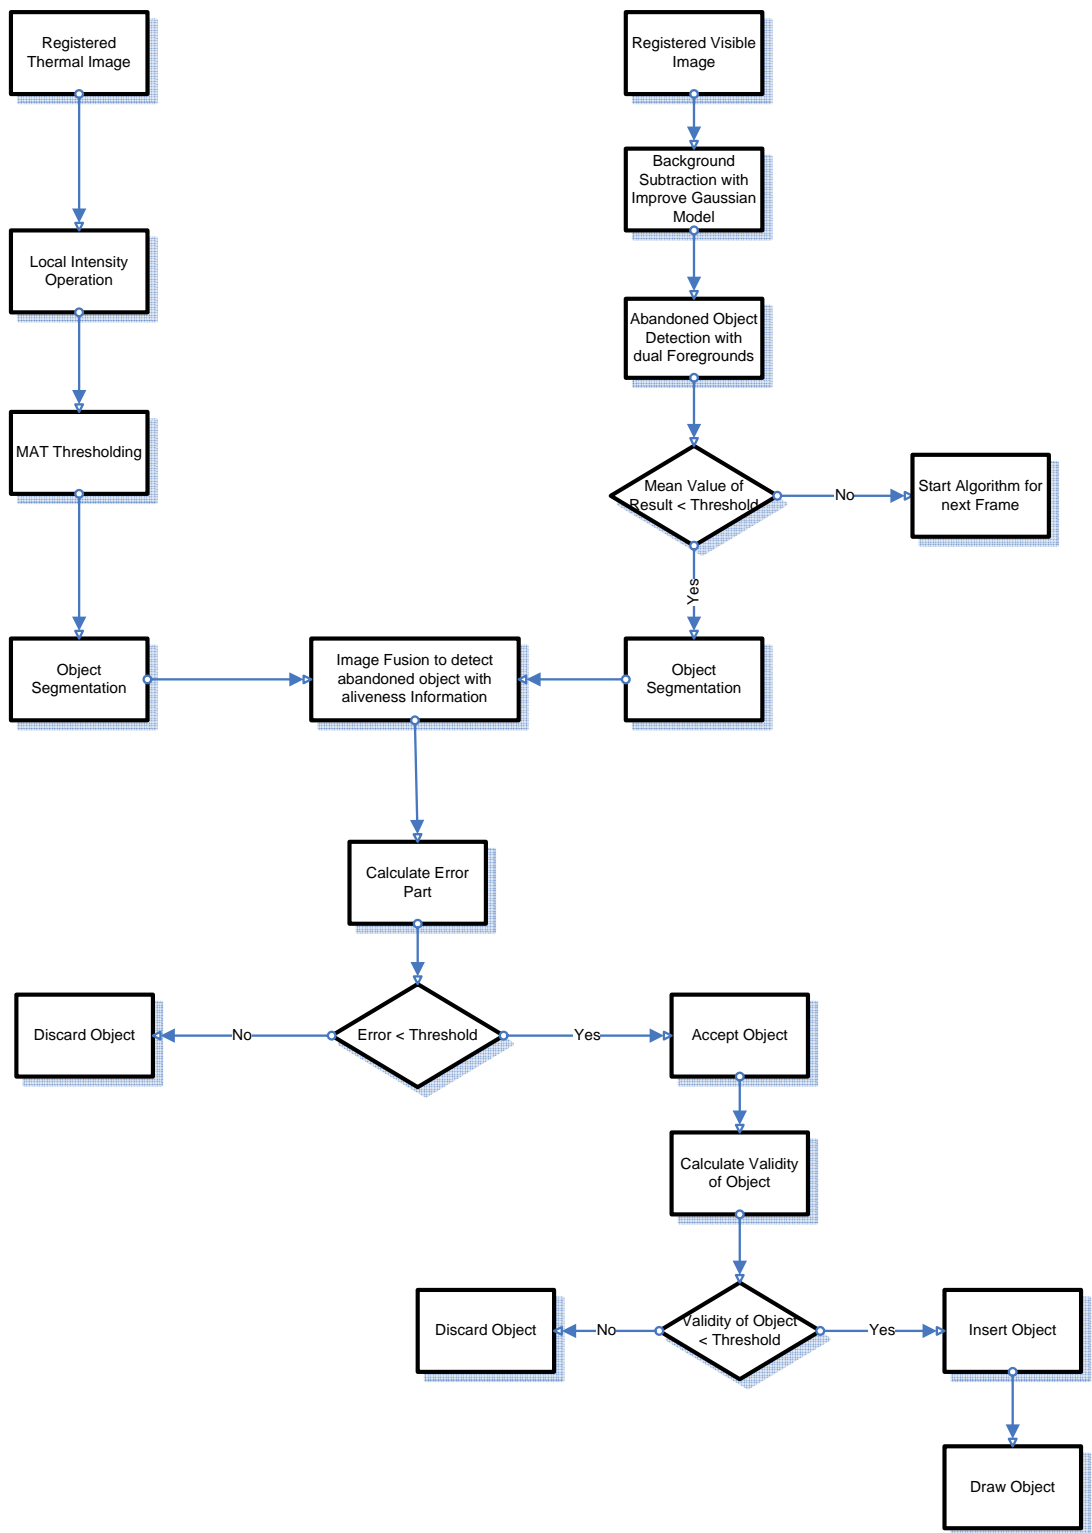 Registered
Thermal Image
Registered Visible
Image
Background
Subtraction with
Improve Gaussian
Model
Local Intensity
Operation
Abandoned Object
Detection with
dual Foregrounds
MAT Thresholding
Mean Value of
Result < Threshold
No
Start Algorithm for
next Frame
Yes
Object
Segmentation
Image Fusion to detect
abandoned object with
aliveness Information
Object
Segmentation
Calculate Error
Part
Discard Object
No
Error < Threshold
Yes
Accept Object
Calculate Validity
of Object
Discard Object
No
Validity of Object
< Threshold
Yes
Insert Object
Draw Object